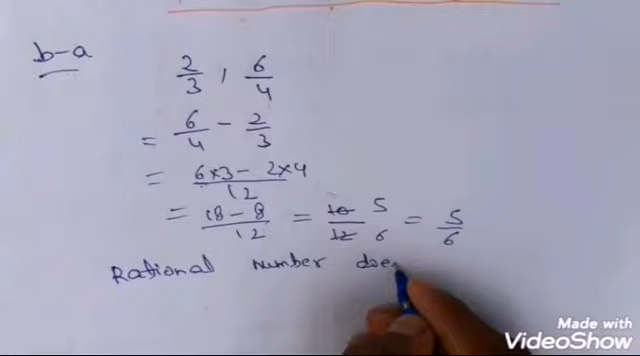 b-a
2/3 , 6/4
= 6/4 - 2/3
= 6×3 - 2×4 / 12
= 18 - 8 / 12 = 10/12 5/6 = 5/6
Rational number doe
Made with
VideoShow